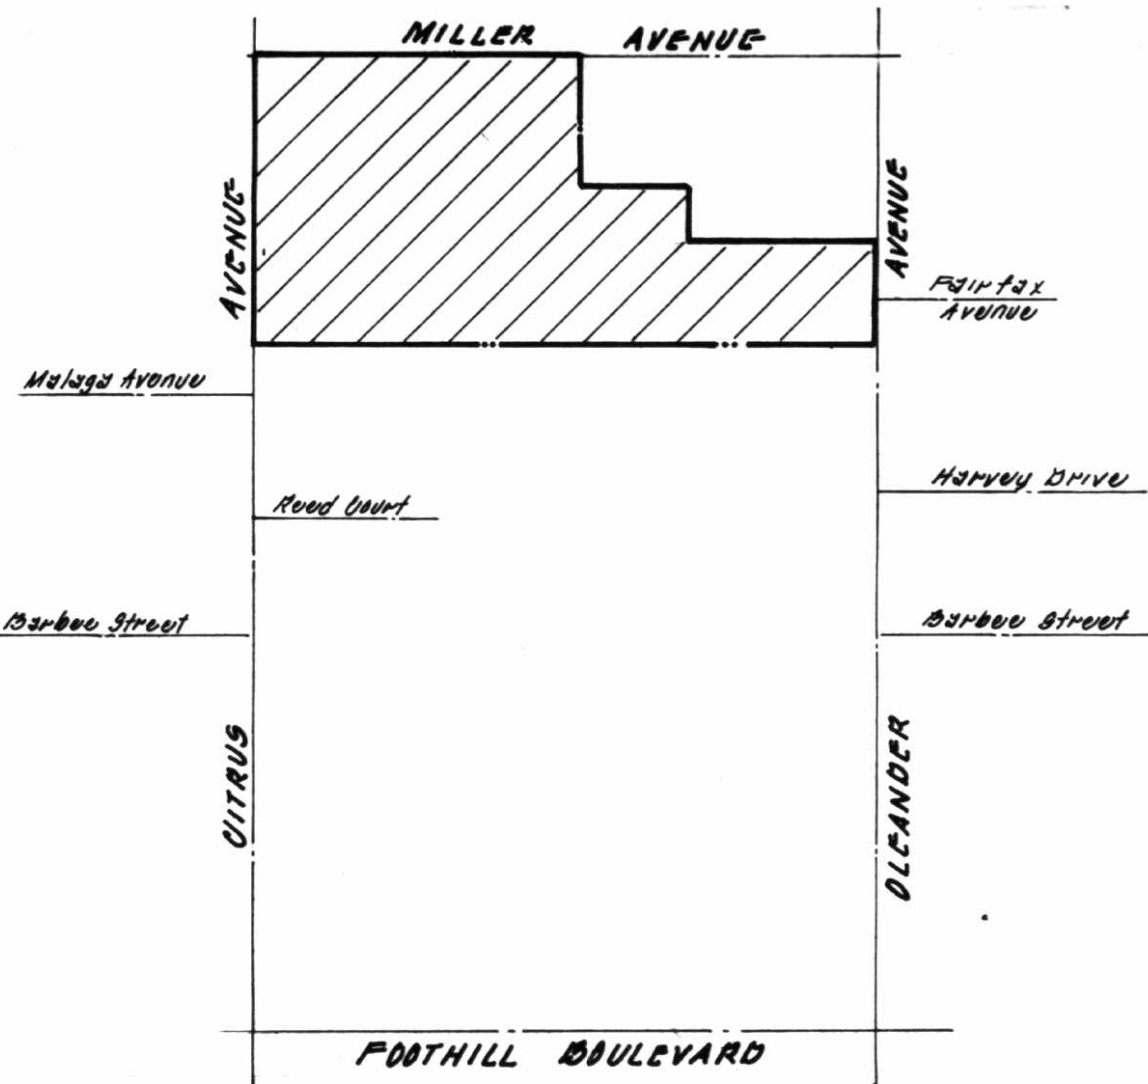 MILLER AVENUE
AVENUE
AVENUE
Fairfax
Avenue
Malaga Avenue
Harvey Drive
Reed Court
Barbee Street
Barbee Street
CITRUS
OLEANDER
FOOTHILL BOULEVARD